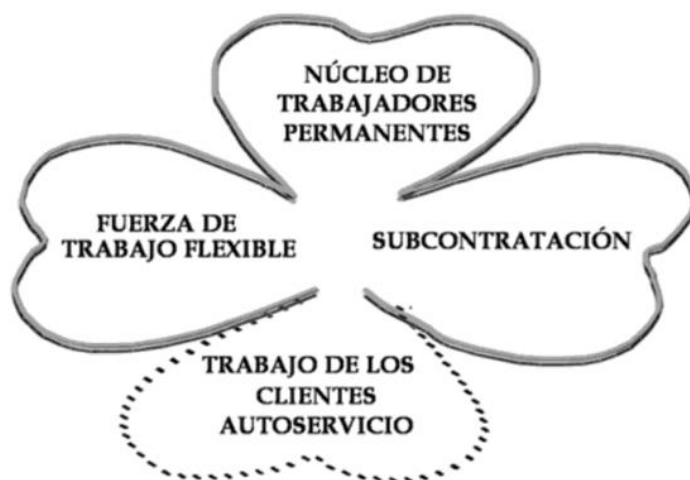 NÚCLEO DE
TRABAJADORES
PERMANENTES
FUERZA DE
TRABAJO FLEXIBLE
SUBCONTRATACIÓN
TRABAJO DE LOS
CLIENTES
AUTOSERVICIO